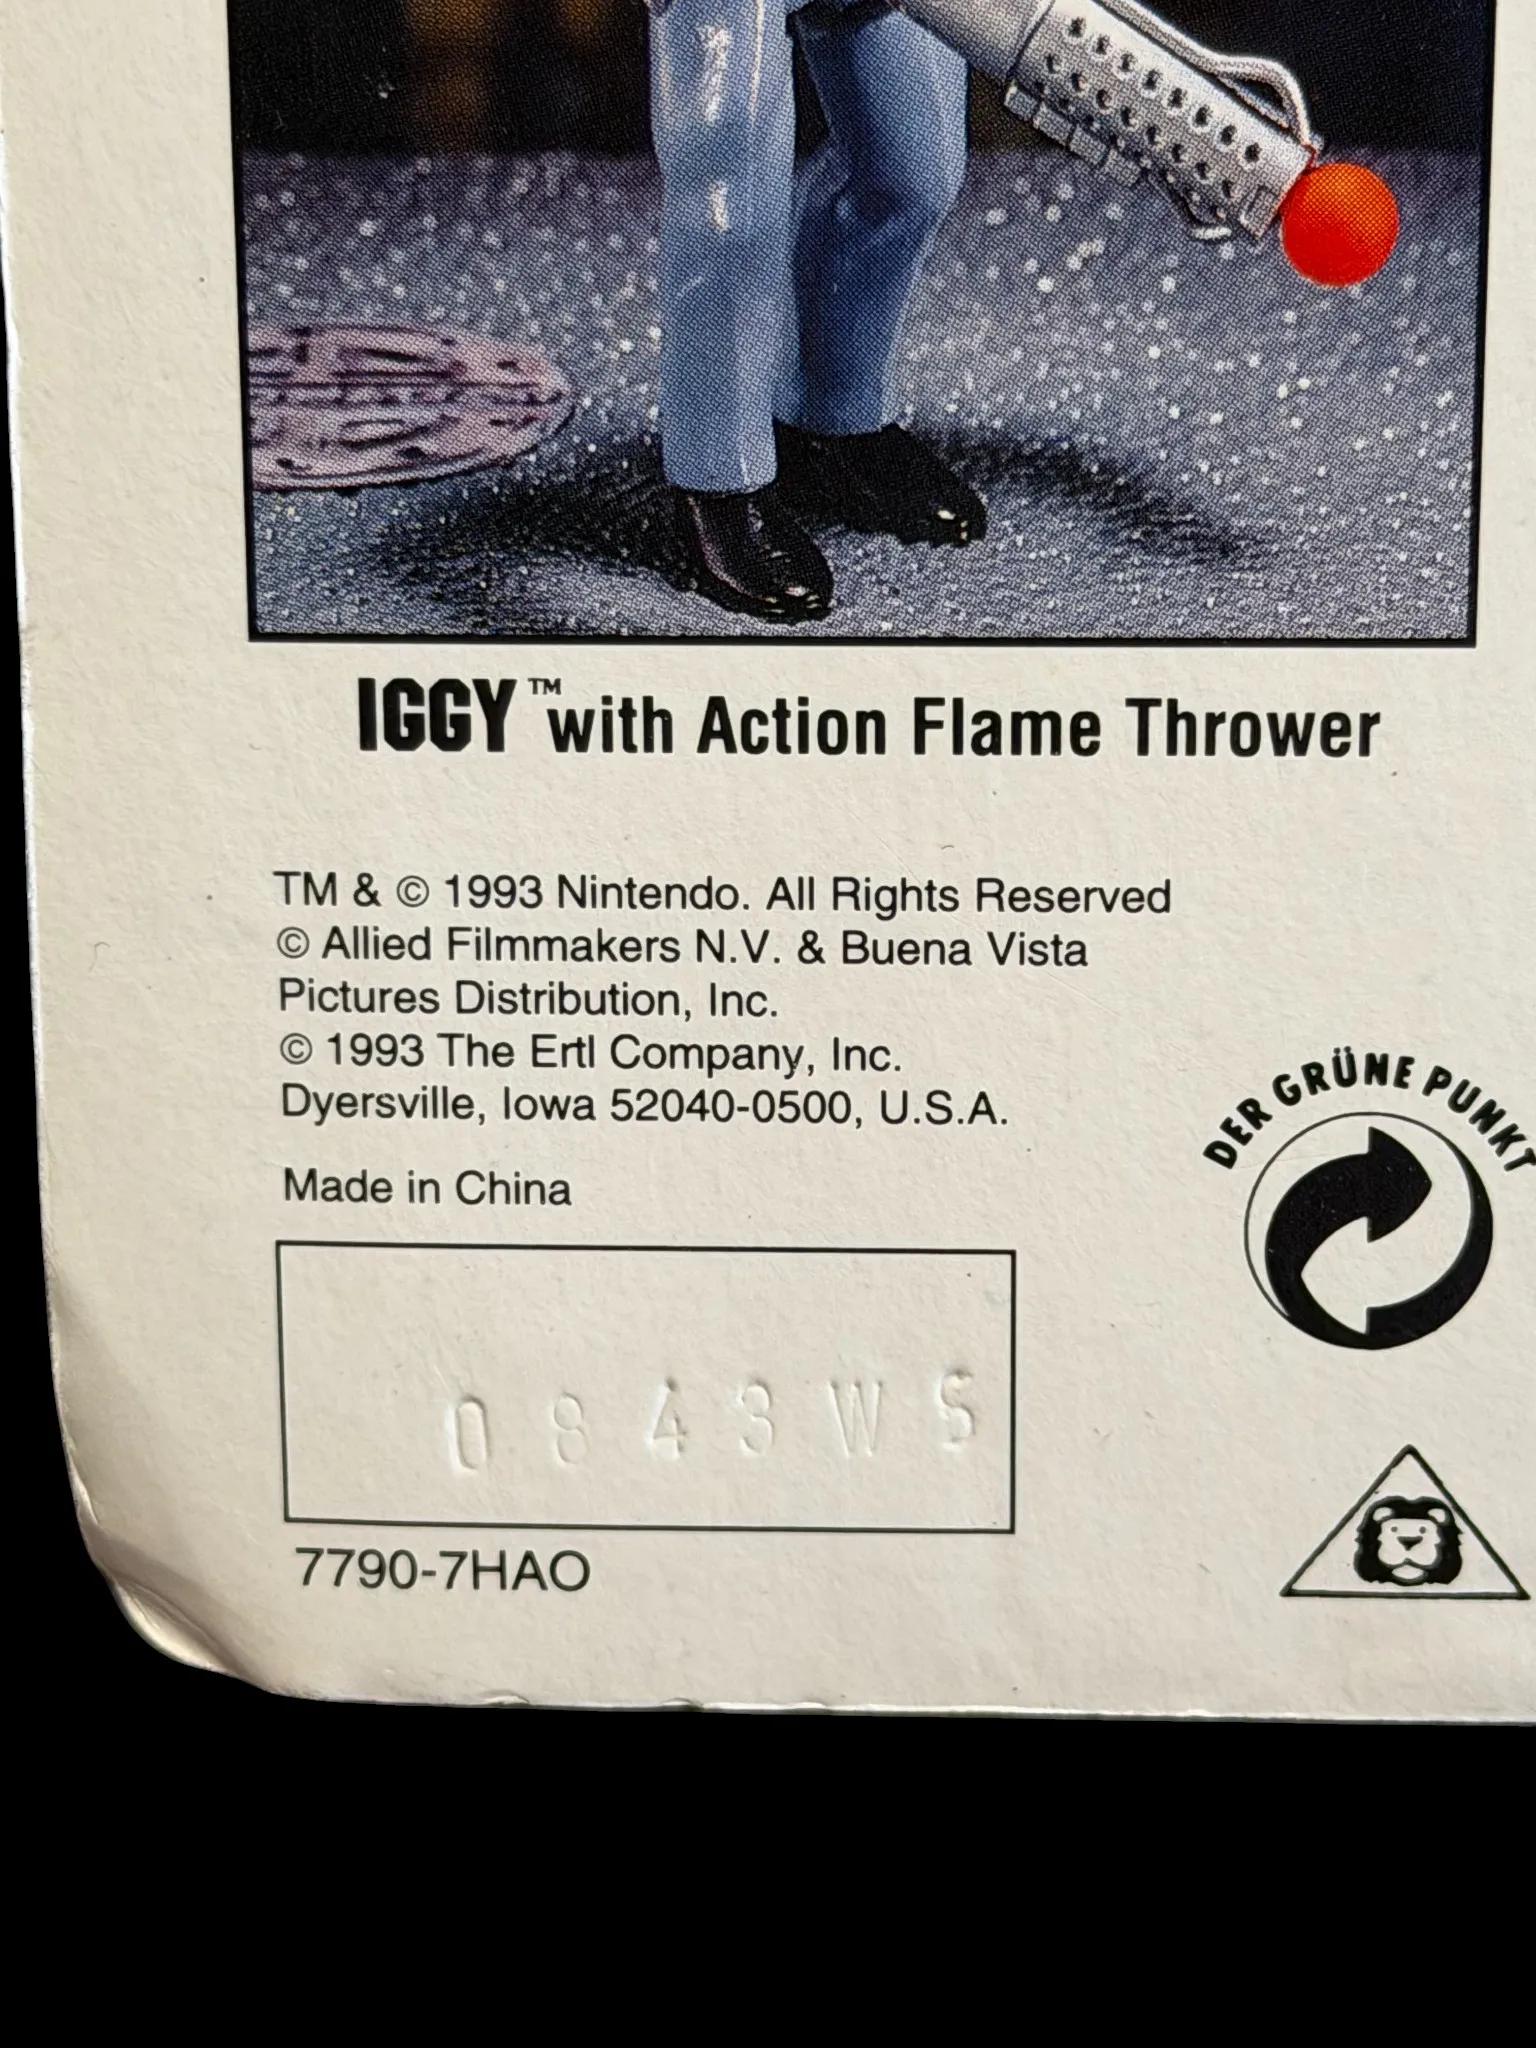 IGGY™ with Action Flame Thrower
TM & © 1993 Nintendo. All Rights Reserved
© Allied Filmmakers N.V. & Buena Vista
Pictures Distribution, Inc.
© 1993 The Ertl Company, Inc.
Dyersville, Iowa 52040-0500, U.S.A.
Made in China
DER GRÜNE PUNKT
0843WS
7790-7HAO